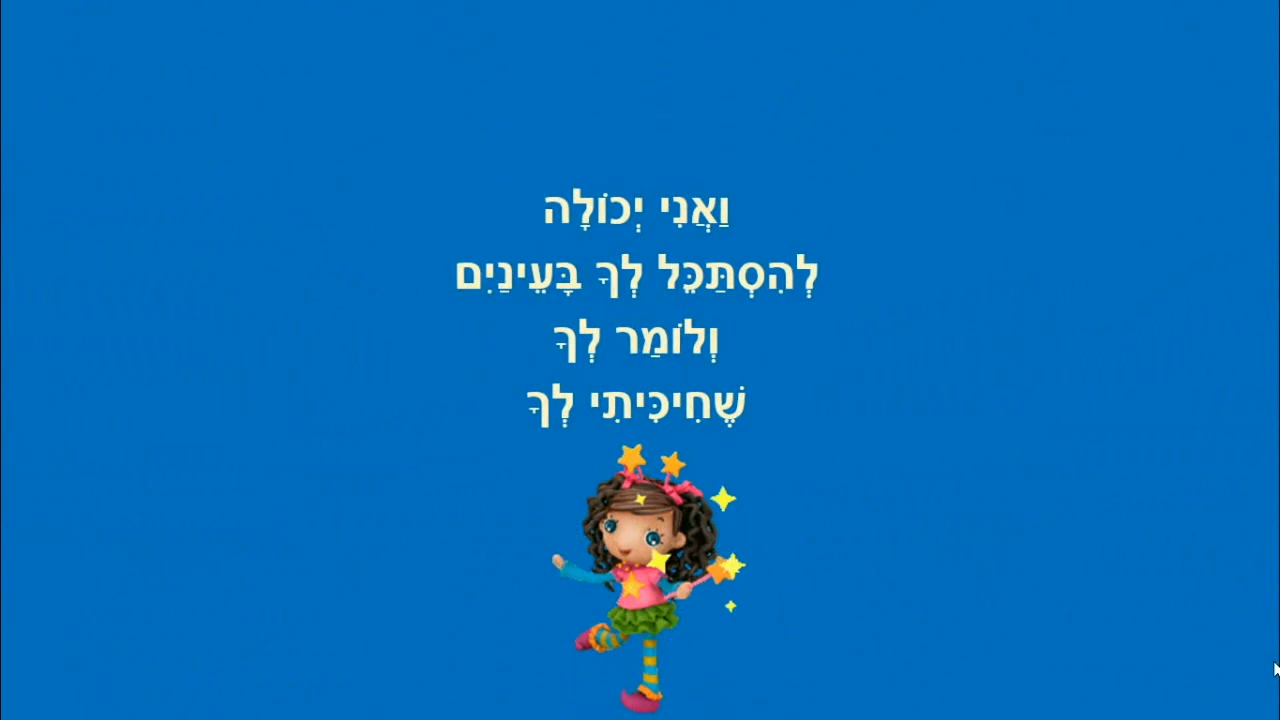 וַאֲנִי יְכוֹלָה
לְהִסְתַּכֵּל לְךָ בָּעֵינַיִם
וְלוֹמַר לְךָ
שֶׁחִיכִּיתִי לְךָ